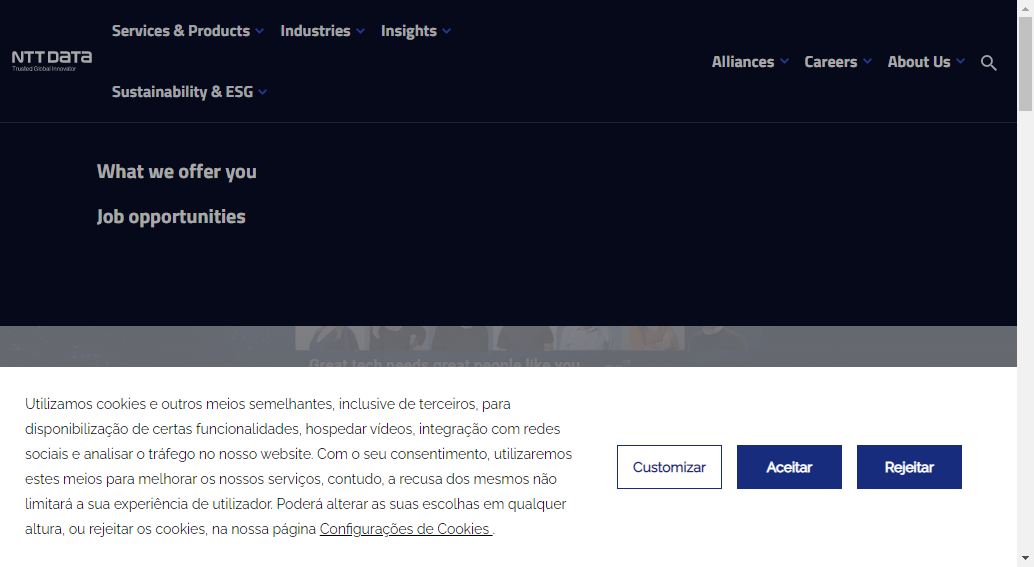 Services & Products
Industries
Insights
NTT DATA
Trusted Global Innovator
Alliances
Careers
About Us
Sustainability & ESG
What we offer you
Job opportunities
Great tech needs great people like you
Utilizamos cookies e outros meios semelhantes, inclusive de terceiros, para
disponibilização de certas funcionalidades, hospedar vídeos, integração com redes
sociais e analisar o tráfego no nosso website. Com o seu consentimento, utilizaremos
estes meios para melhorar os nossos serviços, contudo, a recusa dos mesmos não
limitará a sua experiência de utilizador. Poderá alterar as suas escolhas em qualquer
altura, ou rejeitar os cookies, na nossa página Configurações de Cookies .
Customizar
Aceitar
Rejeitar